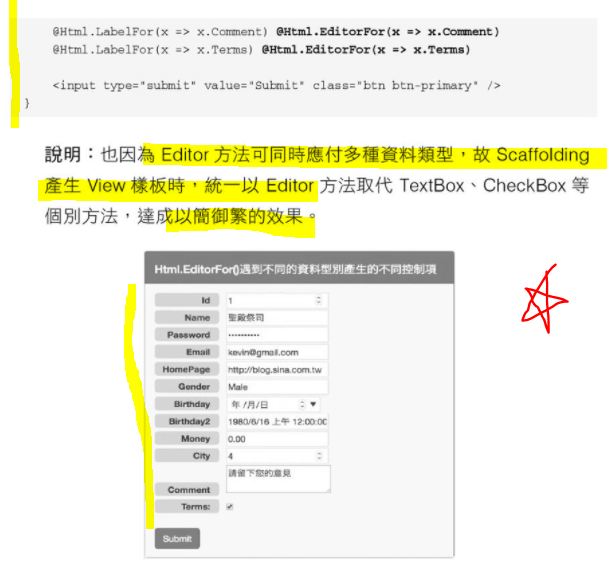 @Html.LabelFor(x => x.Comment) @Html.EditorFor(x => x.Comment)
@Html.LabelFor(x => x.Terms) @Html.EditorFor(x => x.Terms)
<input type="submit" value="Submit" class="btn btn-primary" />
}
說明：也因為 Editor 方法可同時應付多種資料類型，故 Scaffolding
產生 View 樣板時，統一以 Editor 方法取代 TextBox、CheckBox 等
個別方法，達成以簡御繁的效果。
Html.EditorFor()遇到不同的資料型別產生的不同控制項
Id 1
Name 聖殿祭司
Password ··········
Email kevin@gmail.com
HomePage http://blog.sina.com.tw
Gender Male
Birthday 年 /月/日
Birthday2 1980/6/16 上午 12:00:00
Money 0.00
City 4
請留下您的意見
Comment
Terms:
Submit